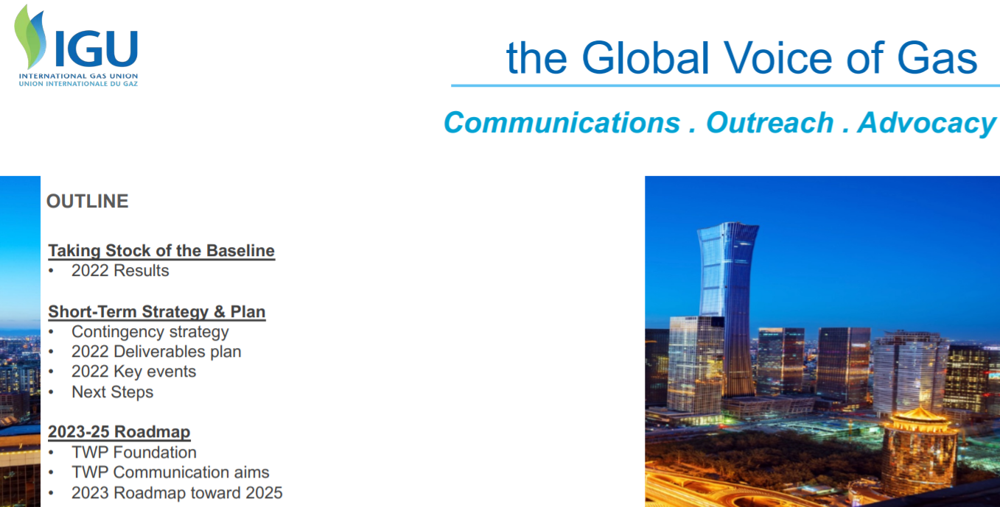 IGU
INTERNATIONAL GAS UNION
UNION INTERNATIONALE DU GAZ
the Global Voice of Gas
Communications . Outreach . Advocacy
OUTLINE
Taking Stock of the Baseline
• 2022 Results
Short-Term Strategy & Plan
• Contingency strategy
• 2022 Deliverables plan
• 2022 Key events
• Next Steps
2023-25 Roadmap
• TWP Foundation
• TWP Communication aims
• 2023 Roadmap toward 2025